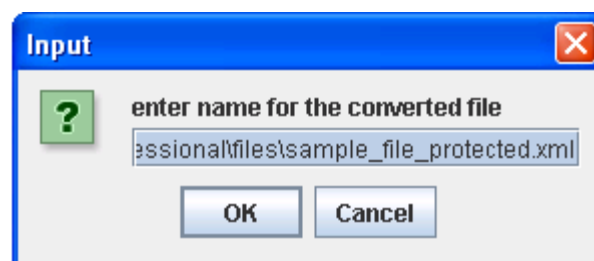 Input
?
enter name for the converted file
essional\files\sample_file_protected.xml
OK Cancel